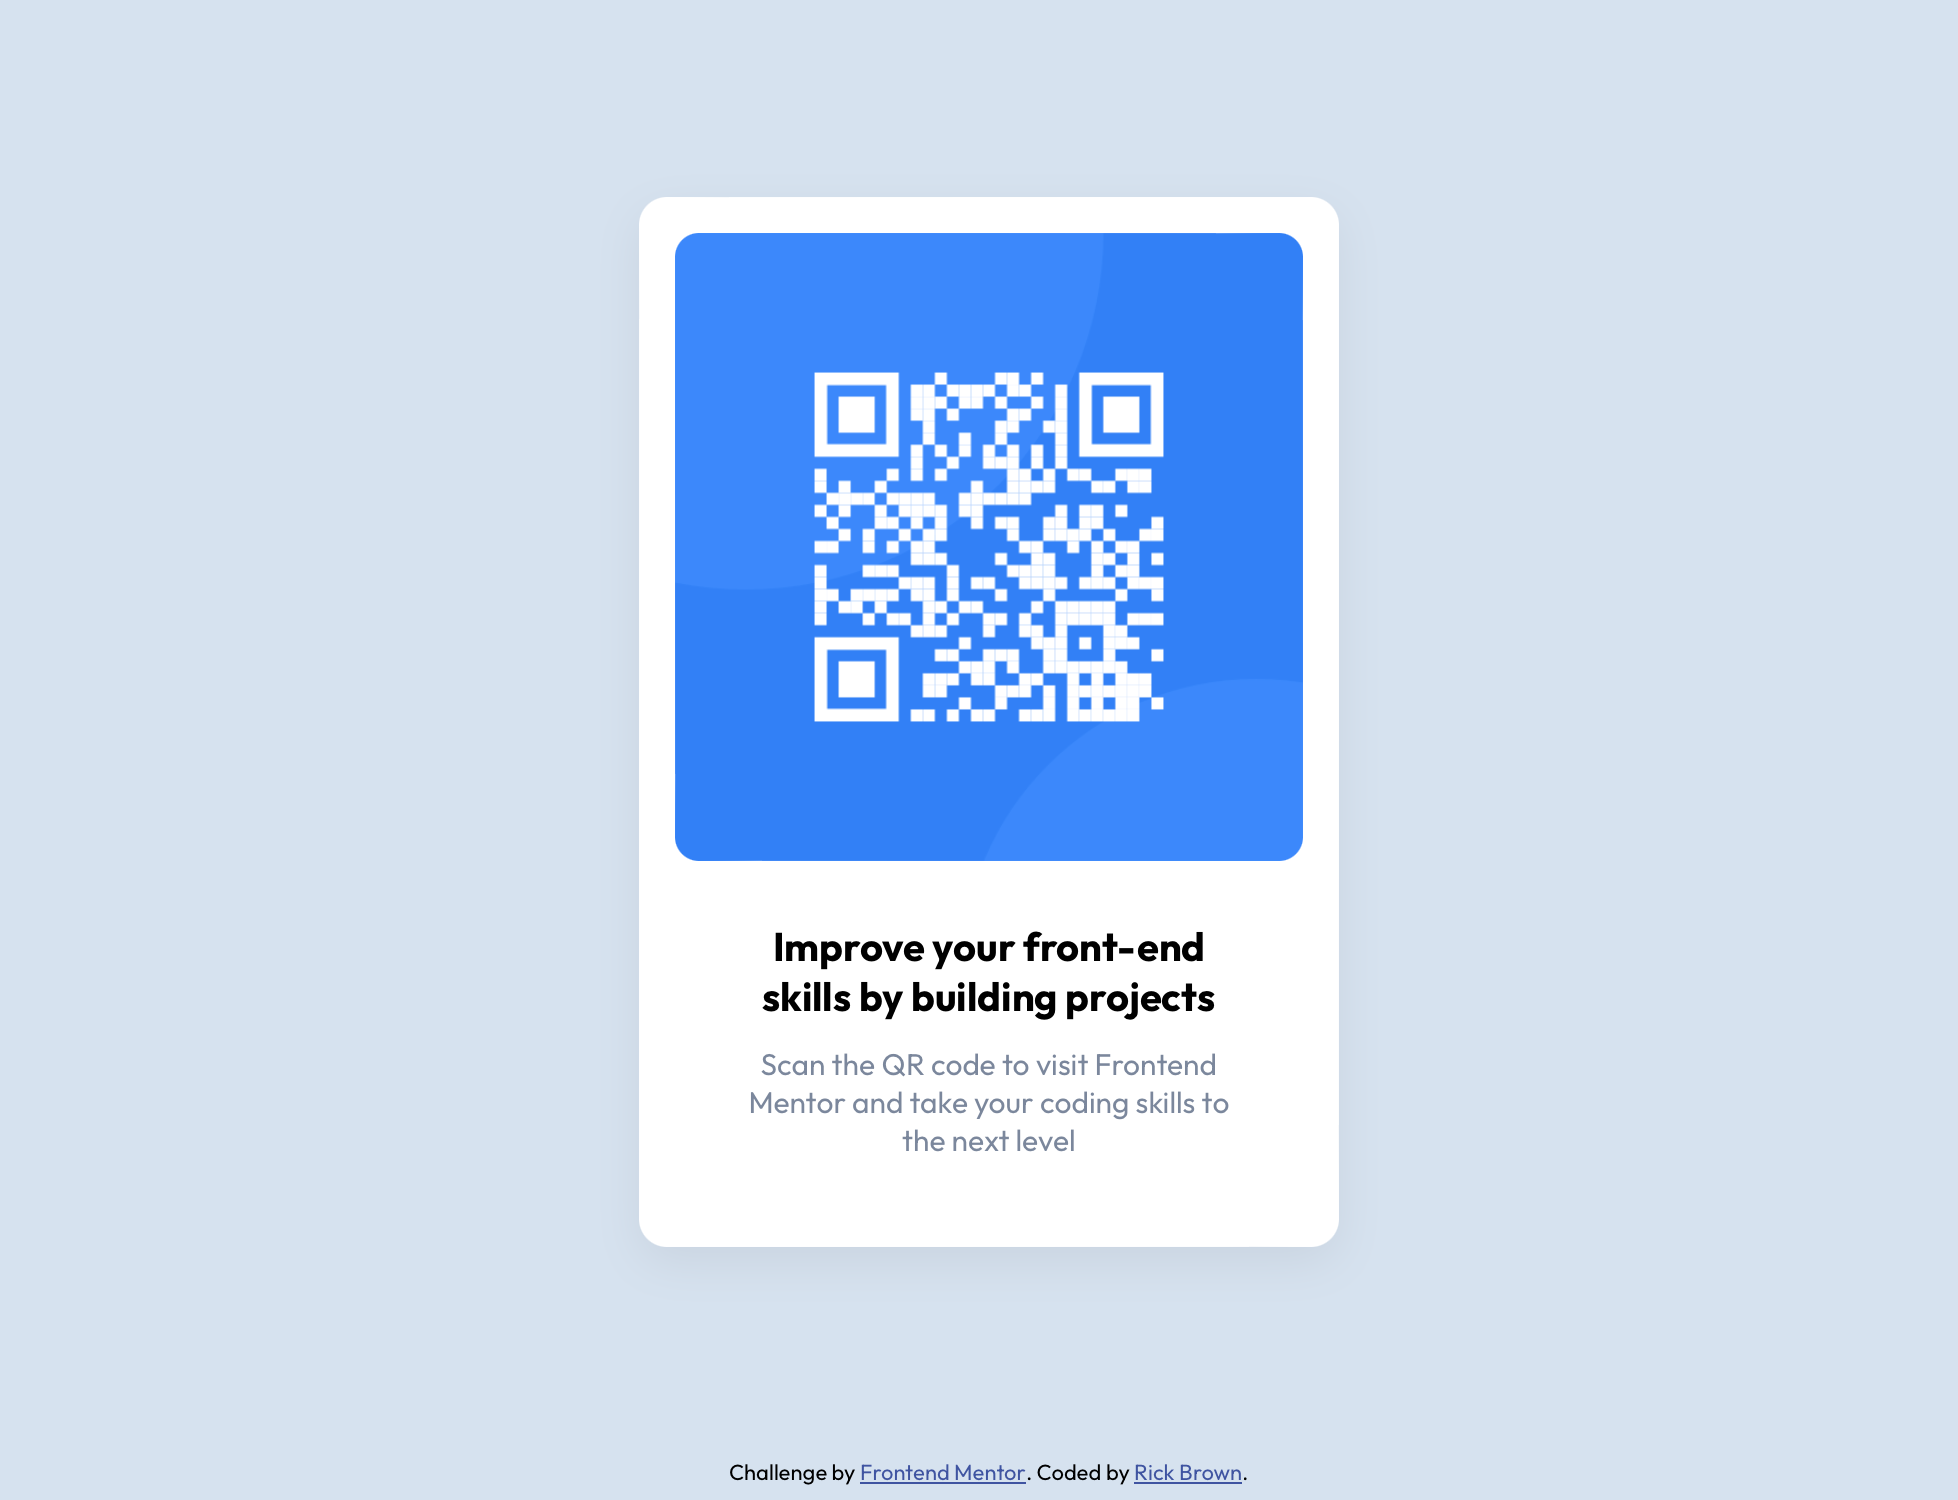 Improve your front-end
skills by building projects
Scan the QR code to visit Frontend
Mentor and take your coding skills to
the next level
Challenge by Frontend Mentor. Coded by Rick Brown.